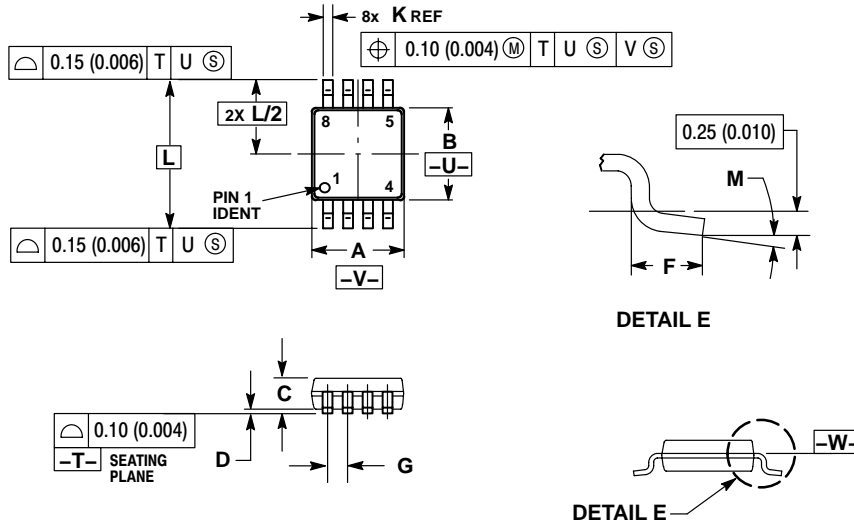 8x K REF
⌖ 0.10 (0.004) Ⓜ T U Ⓢ V Ⓢ
⌓ 0.15 (0.006) T U Ⓢ
2X L/2
8 5
L
B
–U–
1 4
PIN 1
IDENT
⌓ 0.15 (0.006) T U Ⓢ
A
–V–
0.25 (0.010)
M
F
DETAIL E
C
⌓ 0.10 (0.004)
–T– SEATING
PLANE
D
G
–W–
DETAIL E